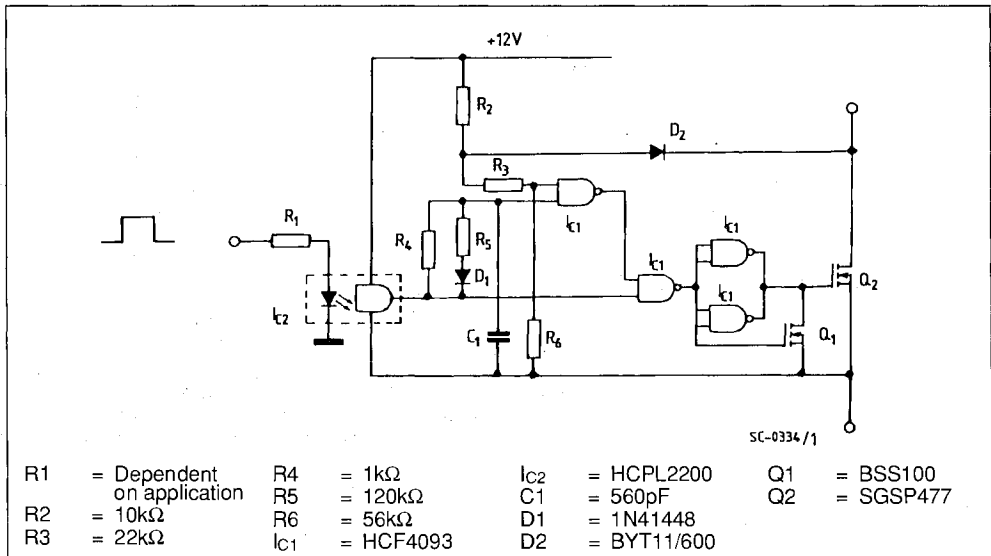 +12V
R2
D2
R3
IC1
R1
R4
R5
IC1
IC1
D1
IC1
Q2
IC2
C1
R6
Q1
SC-0334/1
R1 = Dependent on application
R2 = 10kΩ
R3 = 22kΩ
R4 = 1kΩ
R5 = 120kΩ
R6 = 56kΩ
IC1 = HCF4093
IC2 = HCPL2200
C1 = 560pF
D1 = 1N41448
D2 = BYT11/600
Q1 = BSS100
Q2 = SGSP477